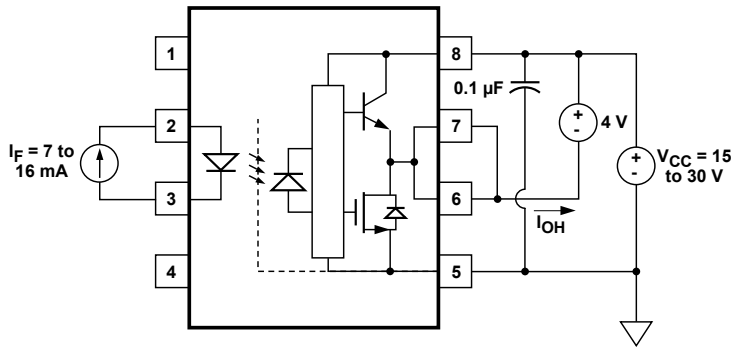 1
8
0.1 µF
2
7
+
-
4 V
I_F = 7 to
16 mA
+
-
V_CC = 15
to 30 V
3
6
I_OH
4
5